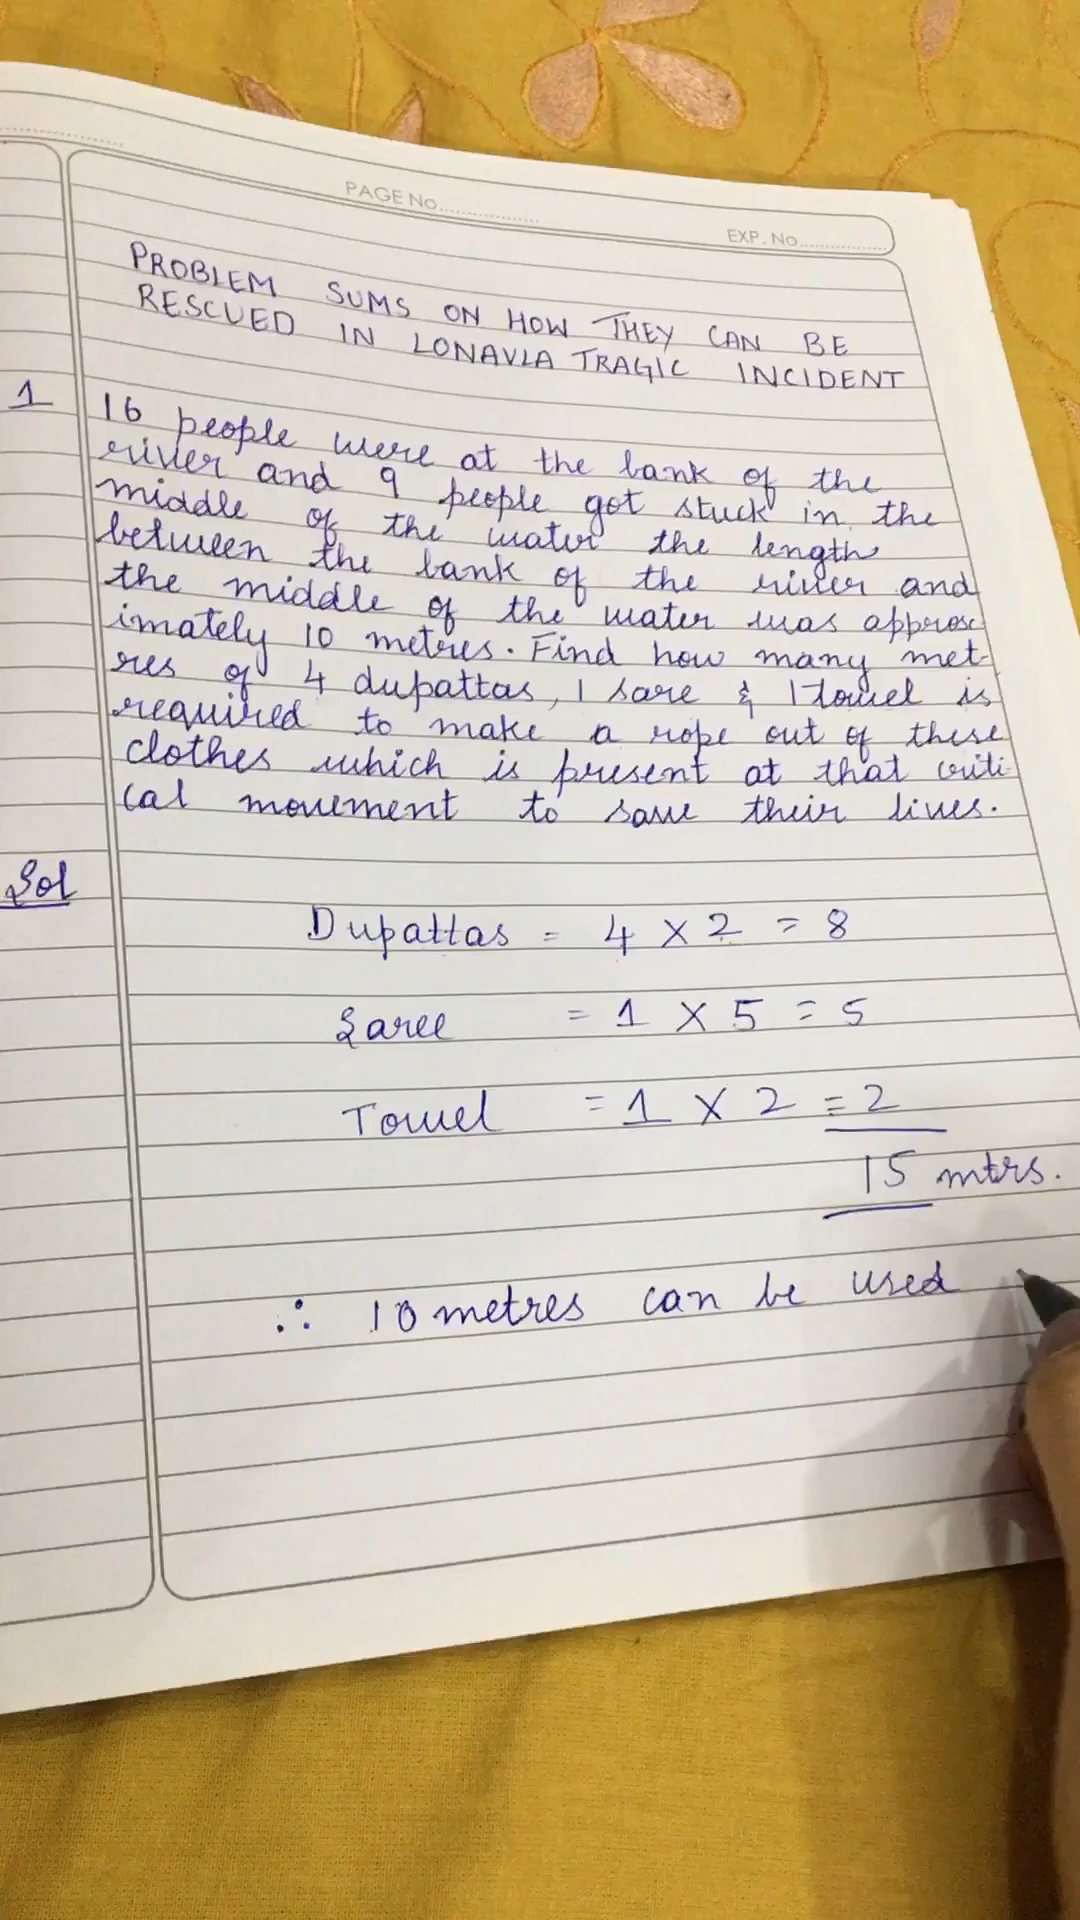 PAGE No.
EXP. No.
PROBLEM SUMS ON HOW THEY CAN BE
RESCUED IN LONAVLA TRAGIC INCIDENT
1 16 people were at the bank of the
river and 9 people got stuck in the
middle of the water the length
between the bank of the river and
the middle of the water was approx
imately 10 metres. Find how many met-
res of 4 dupattas, 1 sare & 1 towel is
required to make a rope out of these
clothes which is present at that criti
cal movement to save their lives.
Sol
Dupattas = 4 x 2 = 8
Saree = 1 x 5 = 5
Towel = 1 x 2 = 2
15 mtrs.
∴ 10 metres can be used